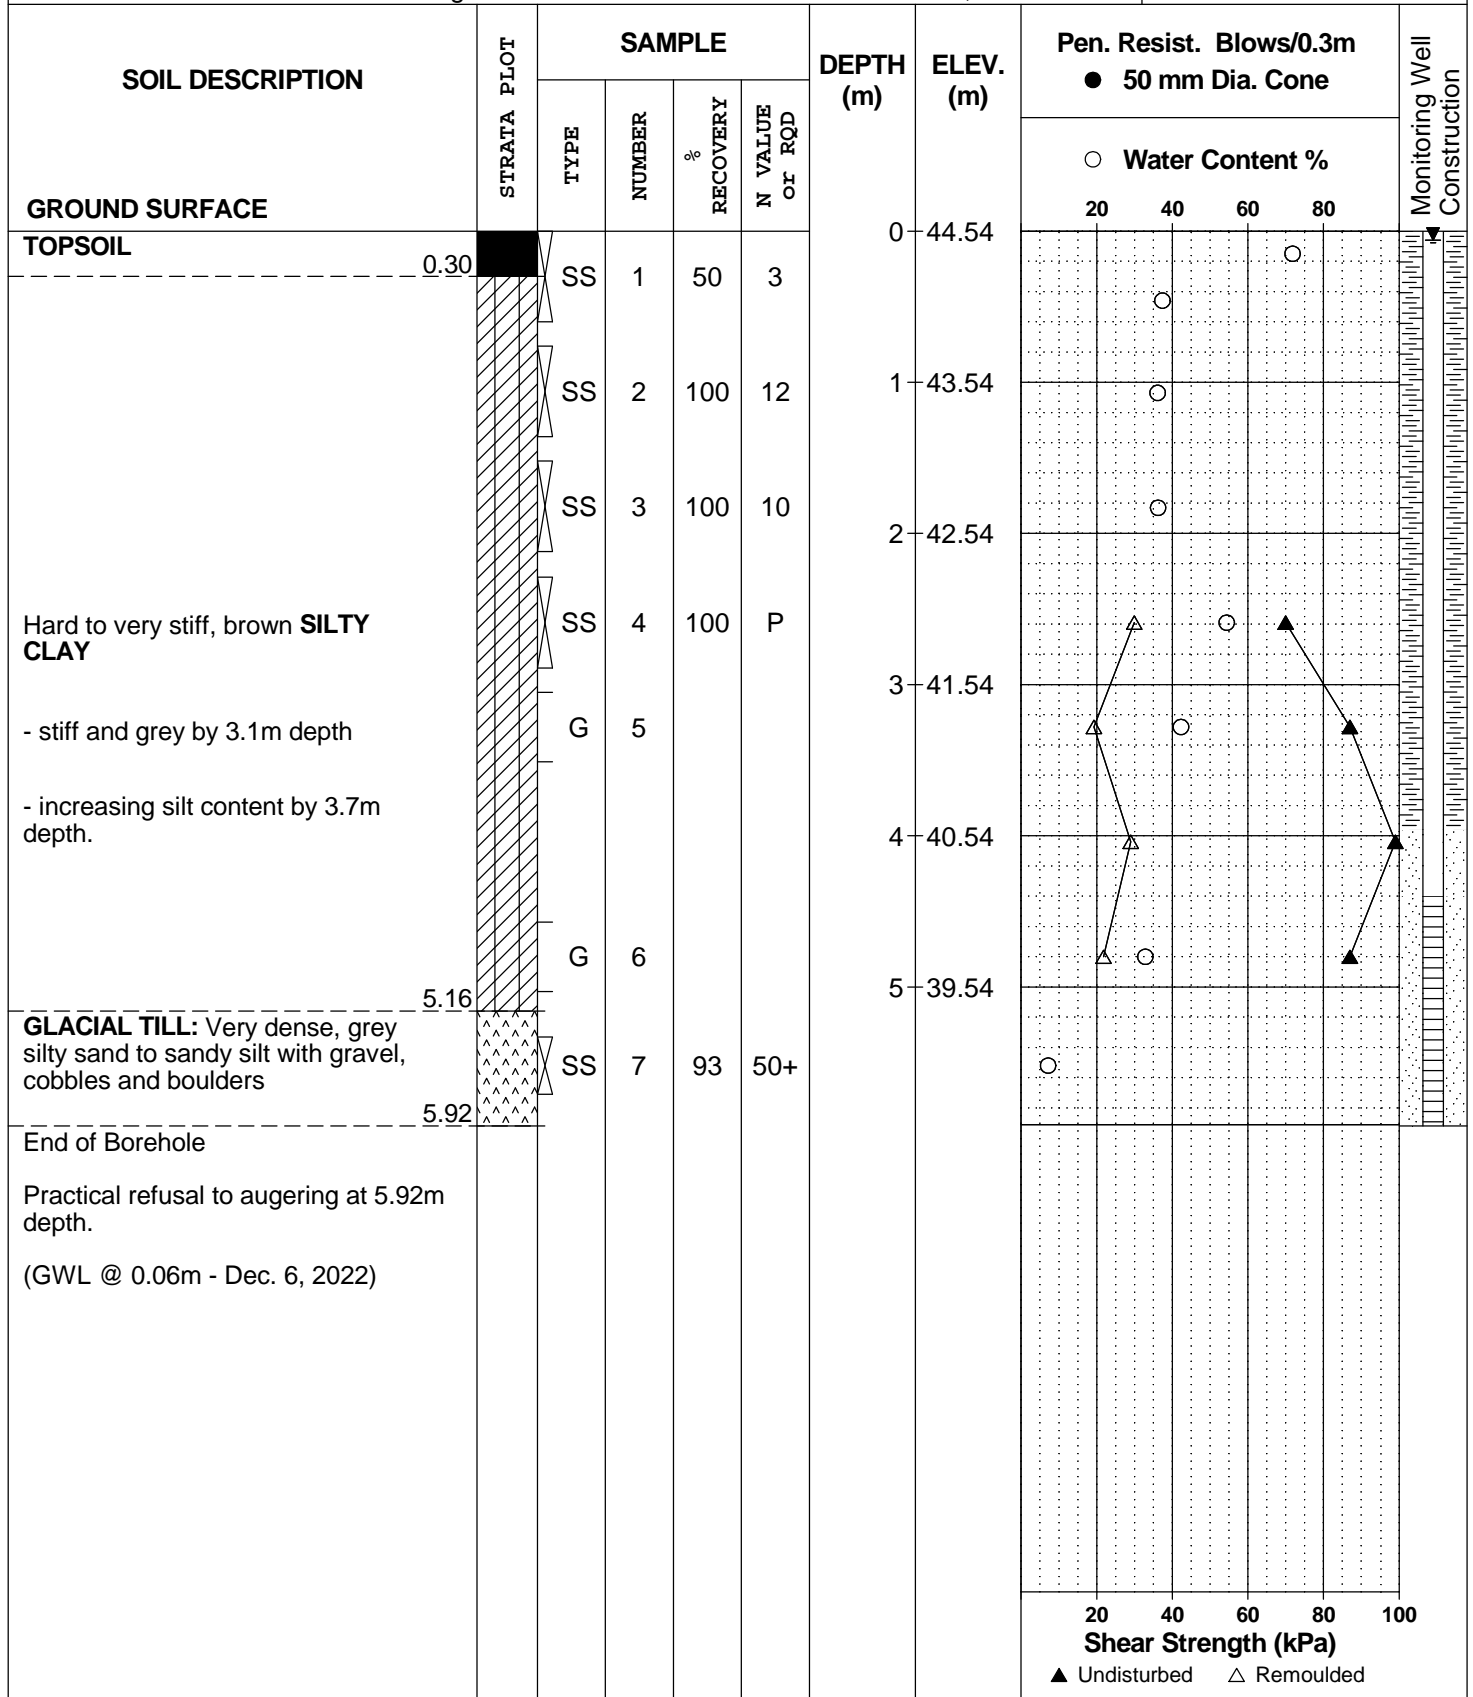 SOIL DESCRIPTION
GROUND SURFACE
STRATA PLOT
SAMPLE
TYPE
NUMBER
%
RECOVERY
N VALUE
or RQD
DEPTH
(m)
ELEV.
(m)
Pen. Resist. Blows/0.3m
● 50 mm Dia. Cone
○ Water Content %
20 40 60 80
Monitoring Well
Construction
TOPSOIL
0.30
SS 1 50 3
0 44.54
SS 2 100 12
1 43.54
SS 3 100 10
2 42.54
Hard to very stiff, brown SILTY
CLAY
SS 4 100 P
3 41.54
- stiff and grey by 3.1m depth
G 5
- increasing silt content by 3.7m
depth.
4 40.54
G 6
5 39.54
5.16
GLACIAL TILL: Very dense, grey
silty sand to sandy silt with gravel,
cobbles and boulders
SS 7 93 50+
5.92
End of Borehole
Practical refusal to augering at 5.92m
depth.
(GWL @ 0.06m - Dec. 6, 2022)
20 40 60 80 100
Shear Strength (kPa)
▲ Undisturbed △ Remoulded